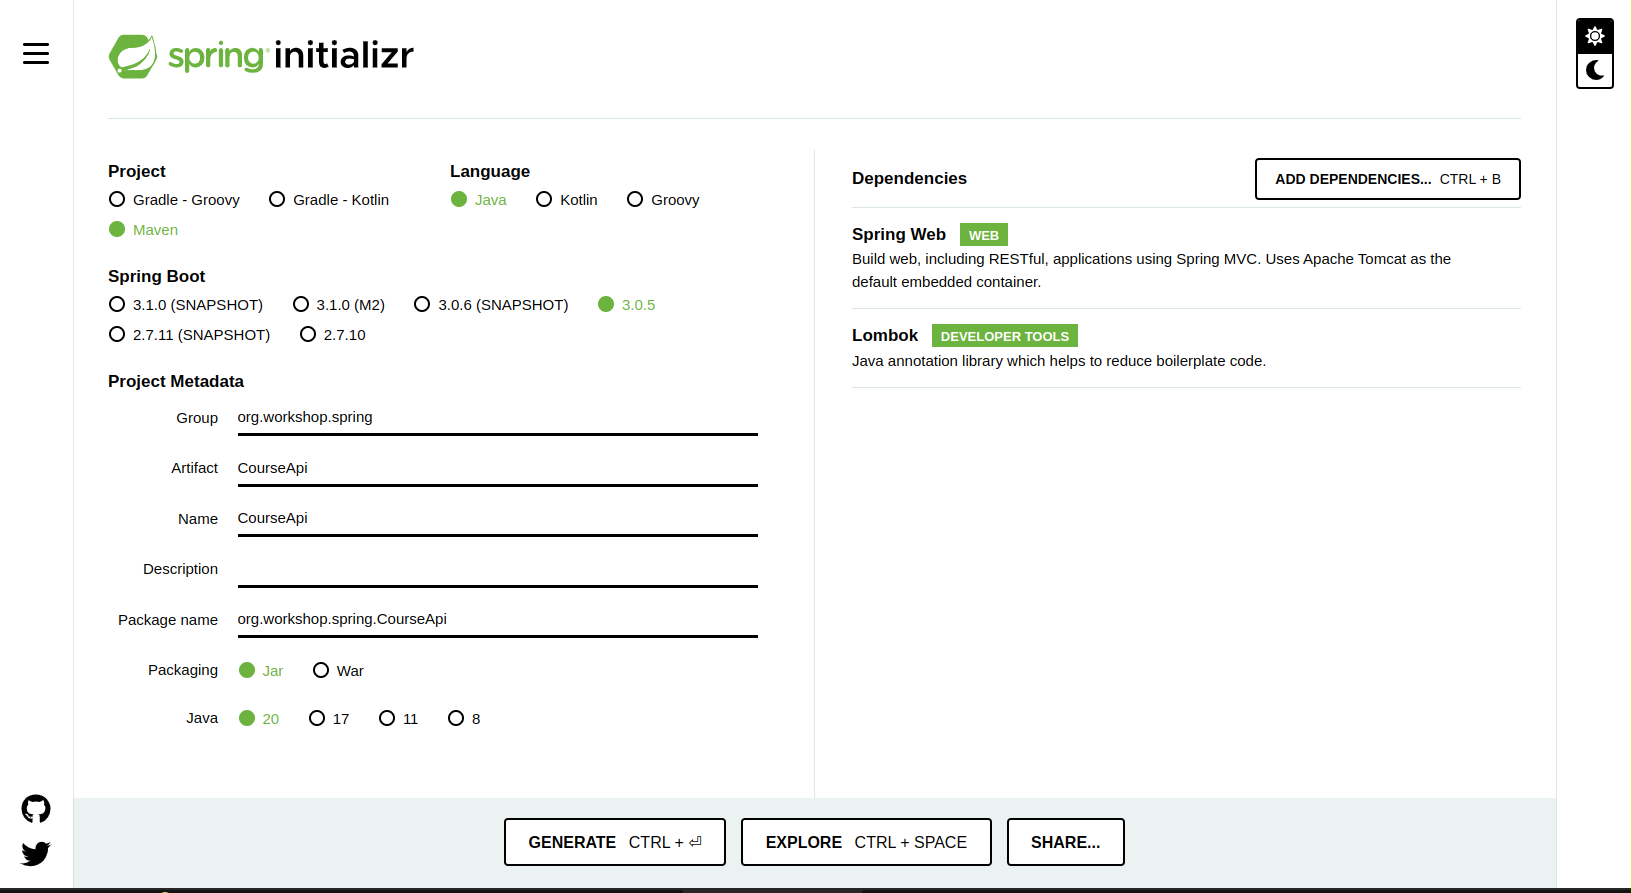 spring initializr
Project
Gradle - Groovy Gradle - Kotlin
Maven
Language
Java Kotlin Groovy
Spring Boot
3.1.0 (SNAPSHOT) 3.1.0 (M2) 3.0.6 (SNAPSHOT) 3.0.5
2.7.11 (SNAPSHOT) 2.7.10
Project Metadata
Group org.workshop.spring
Artifact CourseApi
Name CourseApi
Description
Package name org.workshop.spring.CourseApi
Packaging Jar War
Java 20 17 11 8
Dependencies ADD DEPENDENCIES... CTRL + B
Spring Web WEB
Build web, including RESTful, applications using Spring MVC. Uses Apache Tomcat as the
default embedded container.
Lombok DEVELOPER TOOLS
Java annotation library which helps to reduce boilerplate code.
GENERATE CTRL + ⏎ EXPLORE CTRL + SPACE SHARE...